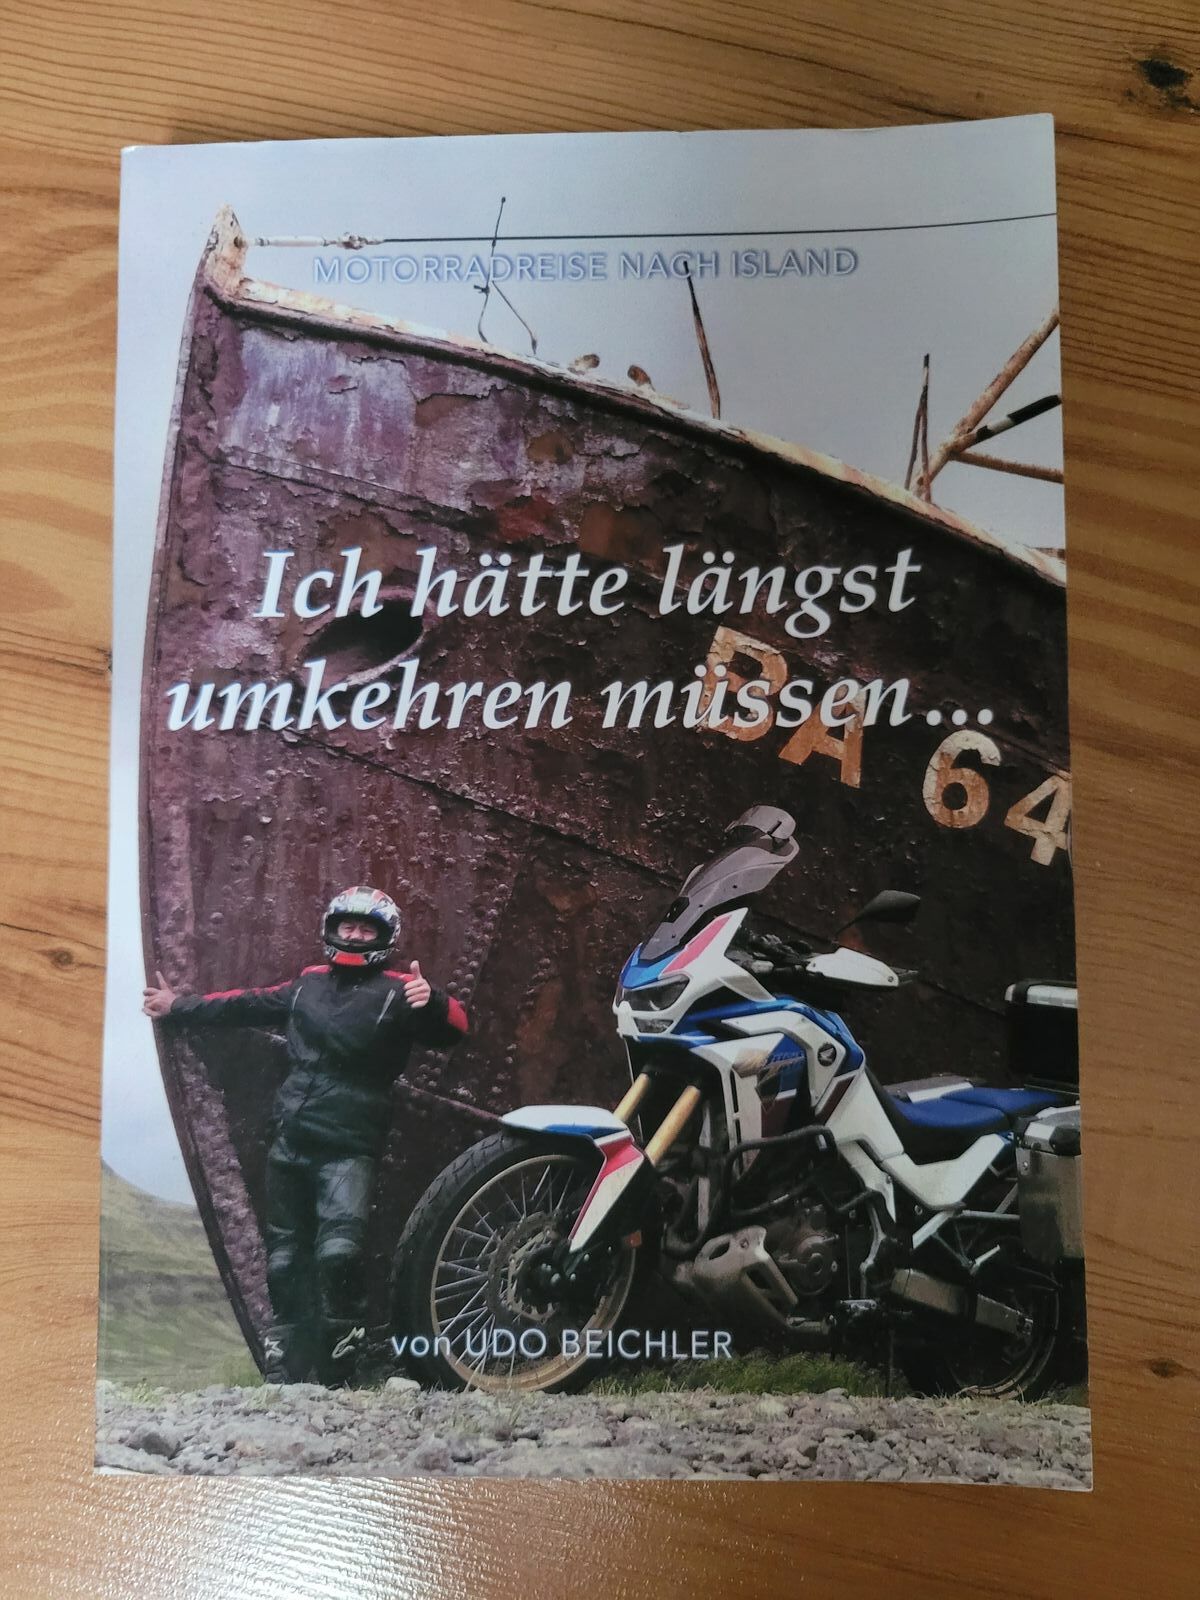 MOTORRADREISE NACH ISLAND
Ich hätte längst
umkehren müssen...
BA 64
von UDO BEICHLER